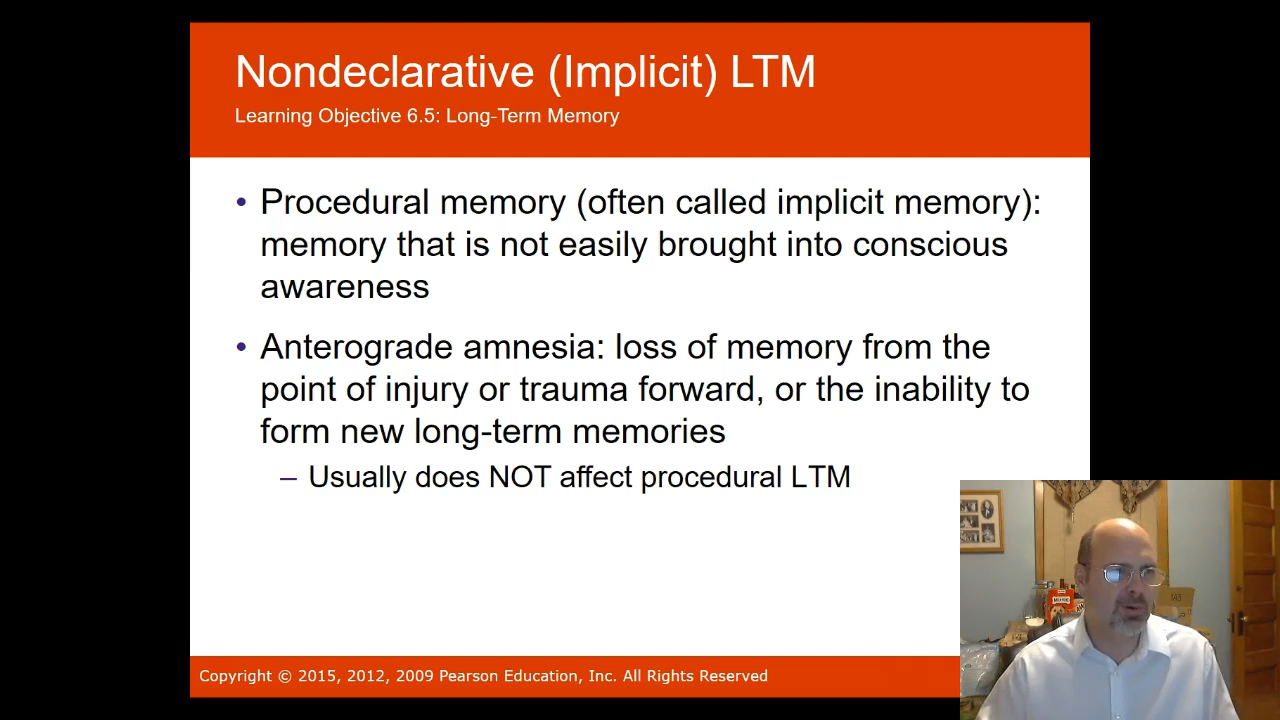 Nondeclarative (Implicit) LTM
Learning Objective 6.5: Long-Term Memory
• Procedural memory (often called implicit memory):
memory that is not easily brought into conscious
awareness
• Anterograde amnesia: loss of memory from the
point of injury or trauma forward, or the inability to
form new long-term memories
– Usually does NOT affect procedural LTM
Copyright © 2015, 2012, 2009 Pearson Education, Inc. All Rights Reserved